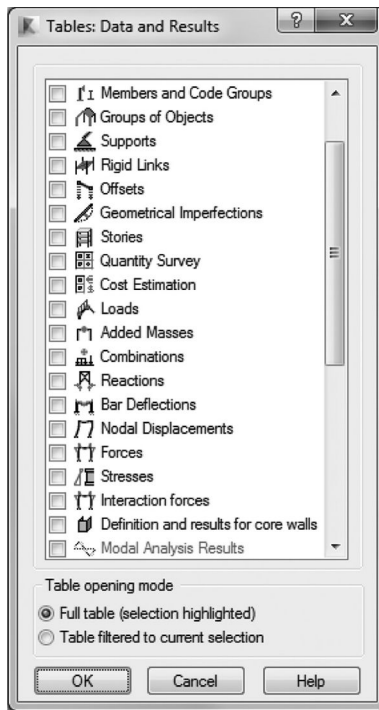 Tables: Data and Results
Members and Code Groups
Groups of Objects
Supports
Rigid Links
Offsets
Geometrical Imperfections
Stories
Quantity Survey
Cost Estimation
Loads
Added Masses
Combinations
Reactions
Bar Deflections
Nodal Displacements
Forces
Stresses
Interaction forces
Definition and results for core walls
Modal Analysis Results
Table opening mode
Full table (selection highlighted)
Table filtered to current selection
OK Cancel Help